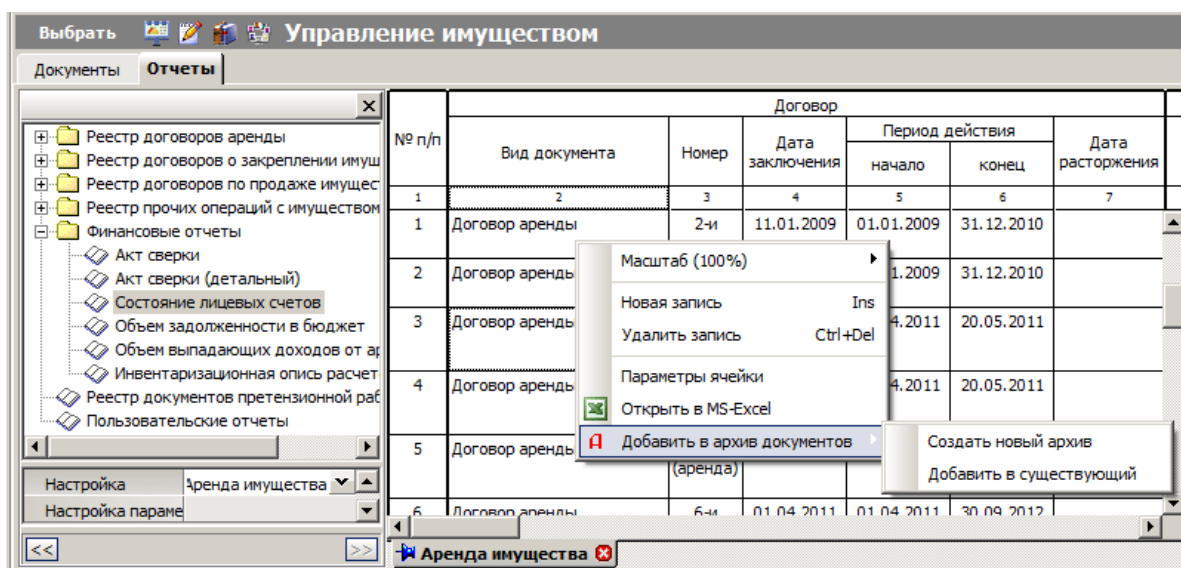 Выбрать Управление имуществом
Документы Отчеты
Реестр договоров аренды
Реестр договоров о закреплении имущ
Реестр договоров по продаже имущест
Реестр прочих операций с имуществом
Финансовые отчеты
Акт сверки
Акт сверки (детальный)
Состояние лицевых счетов
Объем задолженности в бюджет
Объем выпадающих доходов от ар
Инвентаризационная опись расчет
Реестр документов претензионной раб
Пользовательские отчеты
Настройка Аренда имущества
Настройка параме
<< >>
Договор
№ п/п Вид документа Номер Дата заключения Период действия Дата расторжения
начало конец
1 2 3 4 5 6 7
1 Договор аренды 2-и 11.01.2009 01.01.2009 31.12.2010
2 Договор аренды 1.2009 31.12.2010
3 Договор аренды 4.2011 20.05.2011
4 Договор аренды 4.2011 20.05.2011
5 Договор аренды
(аренда)
6 Договор аренды 6-и 01.04.2011 01.04.2011 30.09.2012
Масштаб (100%)
Новая запись Ins
Удалить запись Ctrl+Del
Параметры ячейки
Открыть в MS-Excel
Добавить в архив документов
Создать новый архив
Добавить в существующий
Аренда имущества